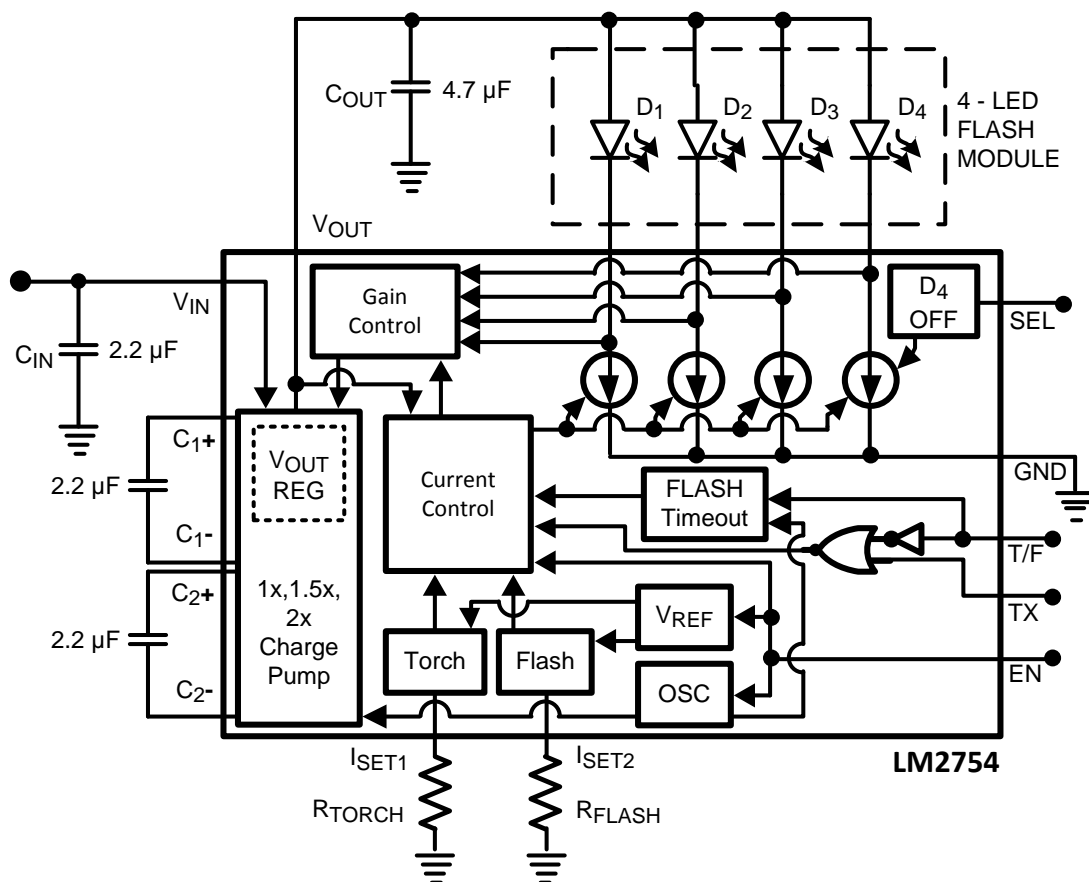 COUT
4.7 µF
D1
D2
D3
D4
4 - LED
FLASH
MODULE
VOUT
VIN
CIN
2.2 µF
Gain
Control
D4
OFF
SEL
C1+
2.2 µF
C1-
VOUT
REG
Current
Control
FLASH
Timeout
GND
T/F
TX
EN
C2+
2.2 µF
C2-
1x,1.5x,
2x
Charge
Pump
Torch
Flash
VREF
OSC
LM2754
ISET1
RTORCH
ISET2
RFLASH